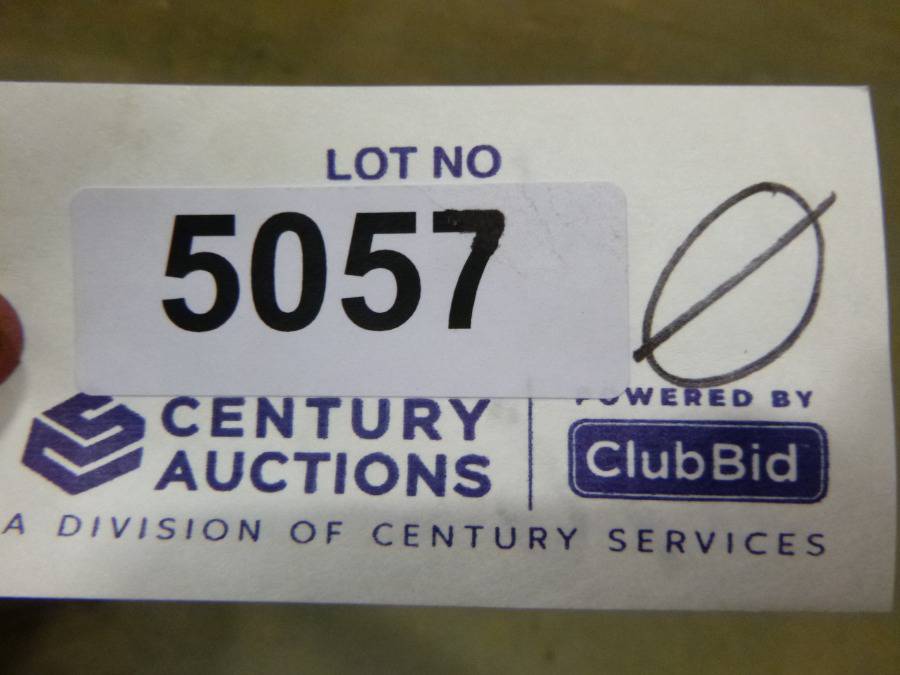 LOT NO
5057 Ø
CENTURY
AUCTIONS
POWERED BY
ClubBid
A DIVISION OF CENTURY SERVICES